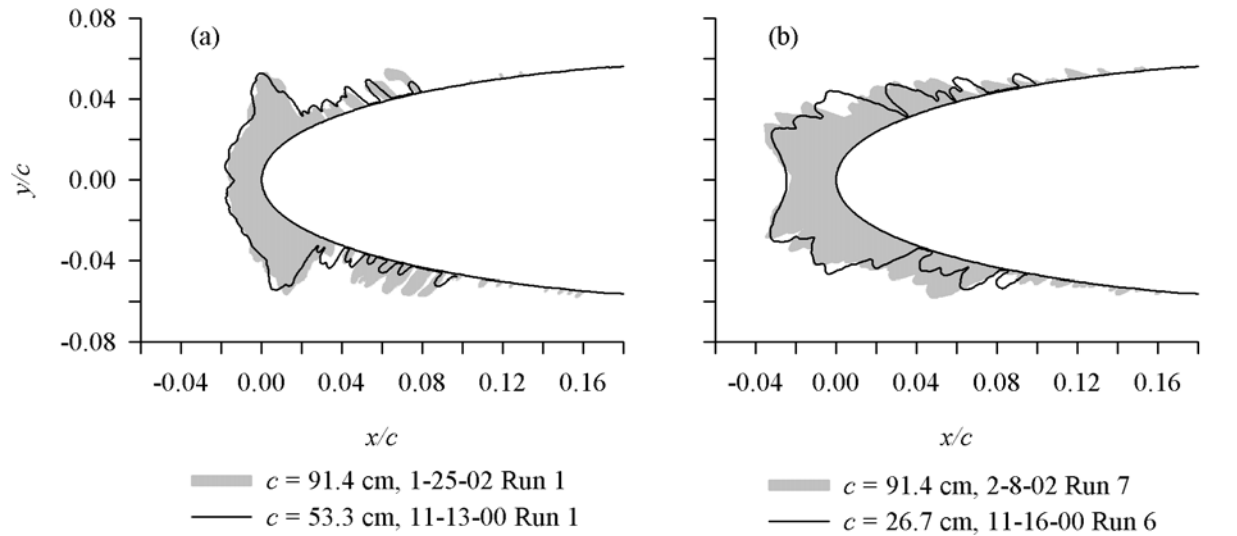 0.08
0.04
0.00
-0.04
-0.08
y/c
(a)
-0.04 0.00 0.04 0.08 0.12 0.16
x/c
c = 91.4 cm, 1-25-02 Run 1
c = 53.3 cm, 11-13-00 Run 1
(b)
-0.04 0.00 0.04 0.08 0.12 0.16
x/c
c = 91.4 cm, 2-8-02 Run 7
c = 26.7 cm, 11-16-00 Run 6